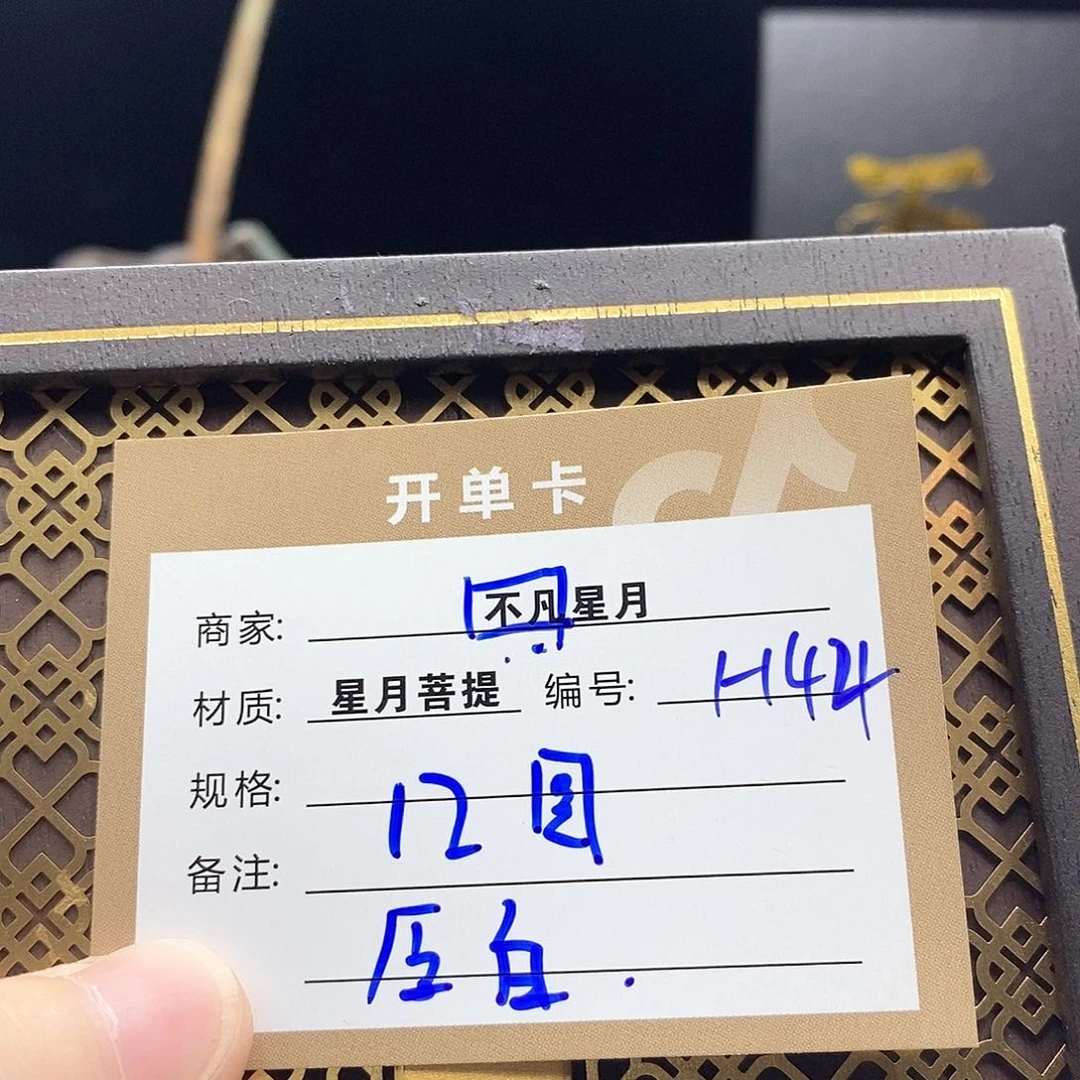 开单卡
商家: 不凡星月
材质: 星月菩提 编号: H424
规格: 12圆
备注:
压白.